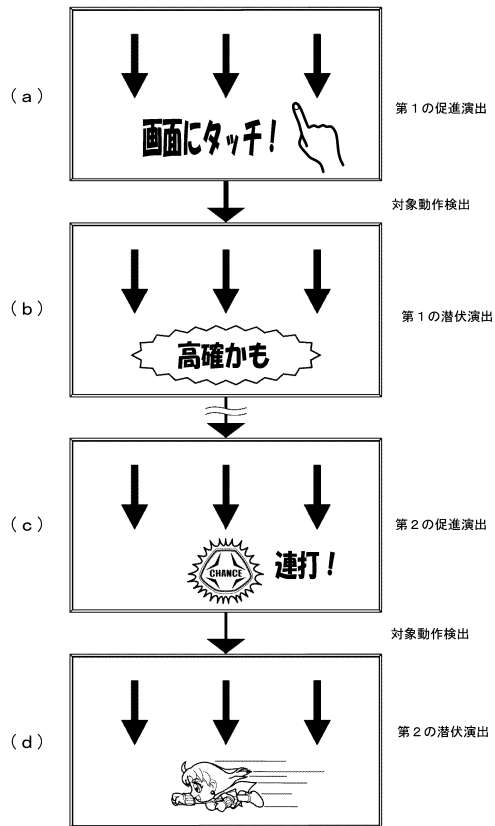 (a)
画面にタッチ！
第1の促進演出
対象動作検出
(b)
高確かも
第1の潜伏演出
(c)
CHANCE
連打！
第2の促進演出
対象動作検出
(d)
第2の潜伏演出